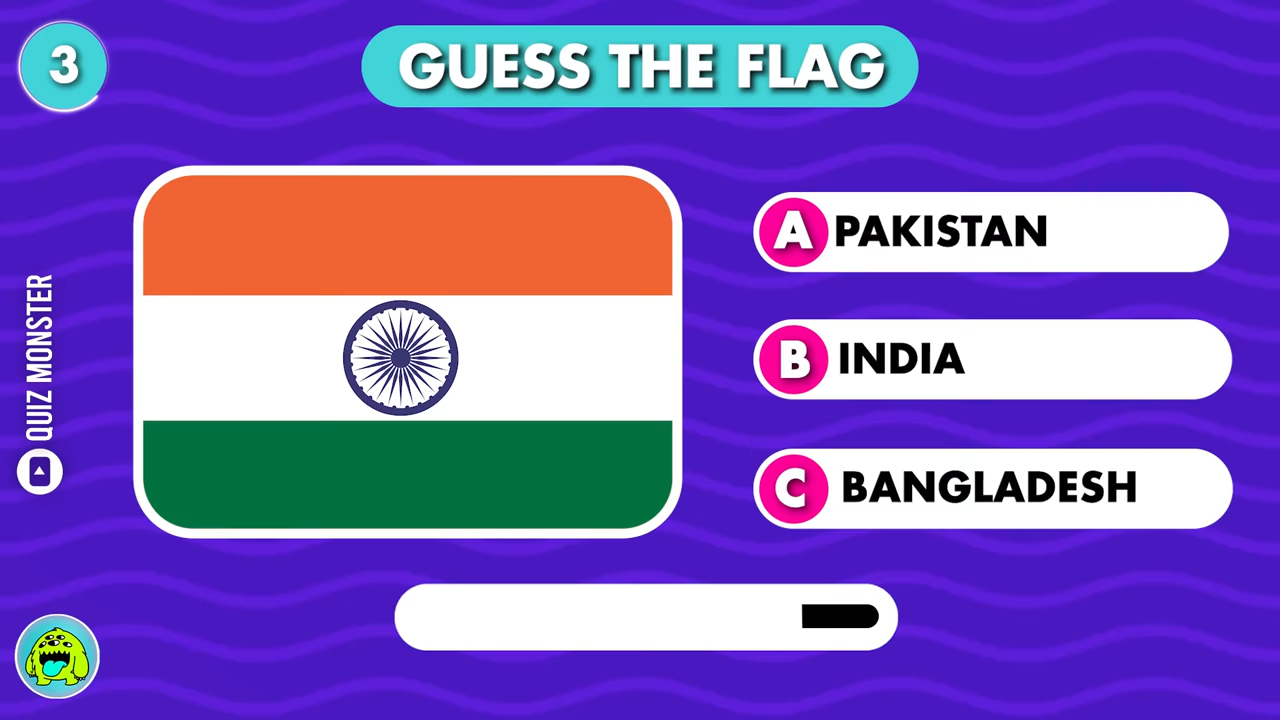 3
GUESS THE FLAG
A PAKISTAN
B INDIA
C BANGLADESH
QUIZ MONSTER